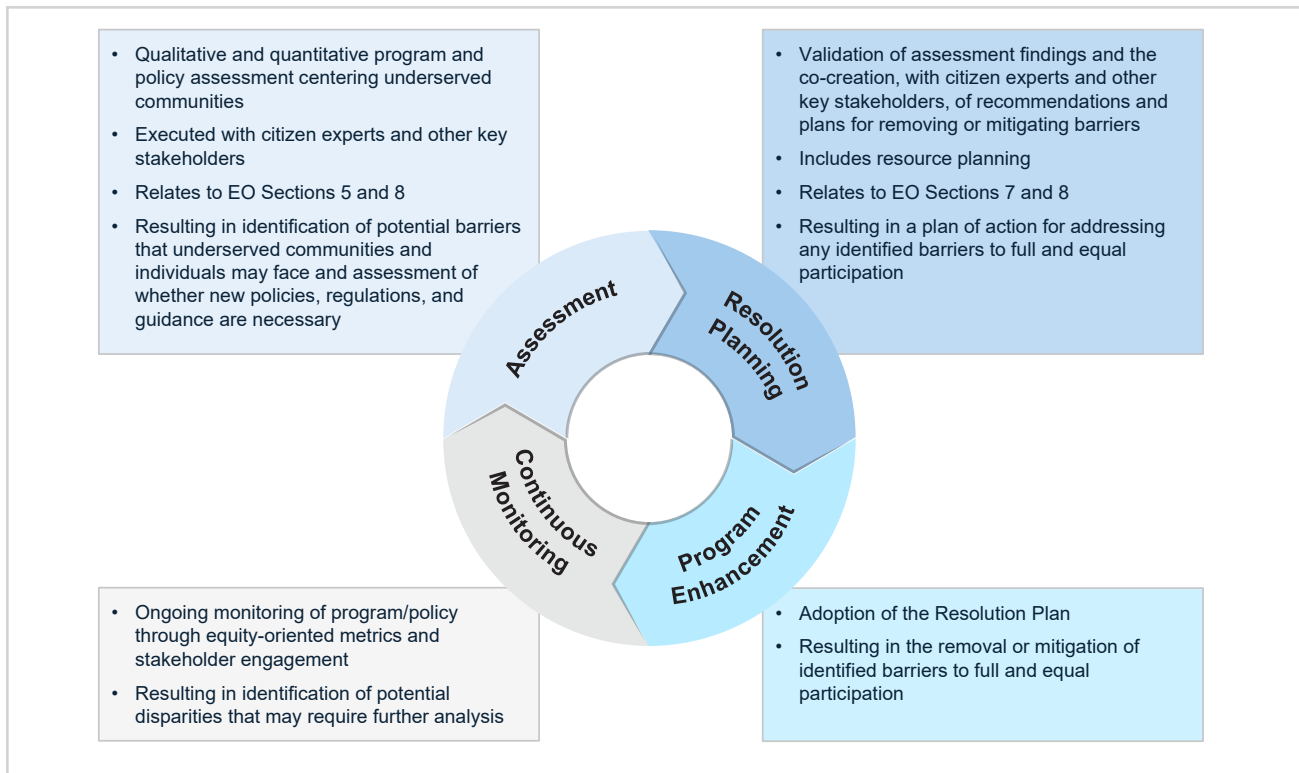 • Qualitative and quantitative program and
policy assessment centering underserved
communities
• Executed with citizen experts and other key
stakeholders
• Relates to EO Sections 5 and 8
• Resulting in identification of potential barriers
that underserved communities and
individuals may face and assessment of
whether new policies, regulations, and
guidance are necessary
• Validation of assessment findings and the
co-creation, with citizen experts and other
key stakeholders, of recommendations and
plans for removing or mitigating barriers
• Includes resource planning
• Relates to EO Sections 7 and 8
• Resulting in a plan of action for addressing
any identified barriers to full and equal
participation
Assessment
Resolution
Planning
Continuous
Monitoring
Program
Enhancement
• Ongoing monitoring of program/policy
through equity-oriented metrics and
stakeholder engagement
• Resulting in identification of potential
disparities that may require further analysis
• Adoption of the Resolution Plan
• Resulting in the removal or mitigation of
identified barriers to full and equal
participation